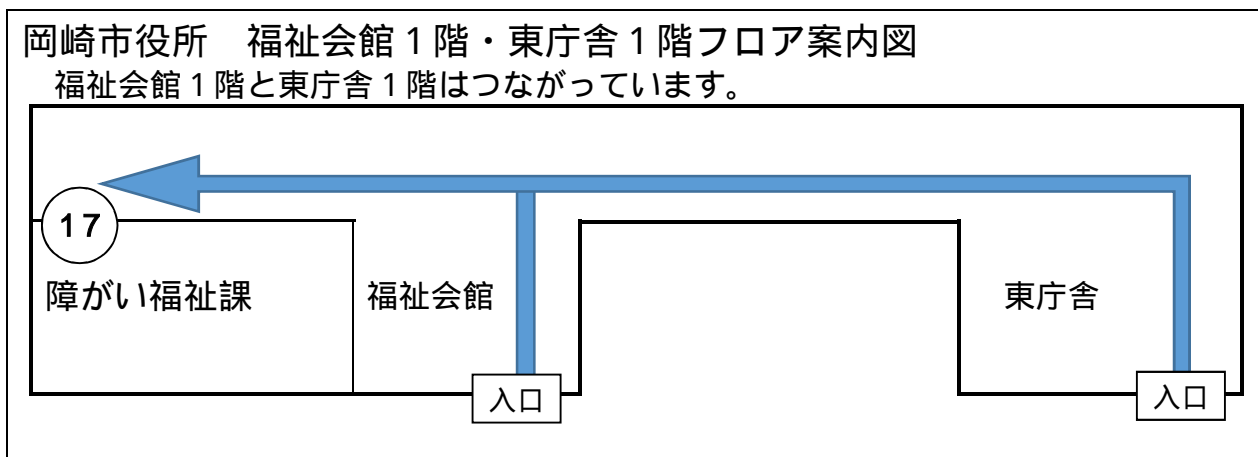 岡崎市役所　福祉会館1階・東庁舎1階フロア案内図
福祉会館1階と東庁舎1階はつながっています。
17
障がい福祉課
福祉会館
東庁舎
入口
入口